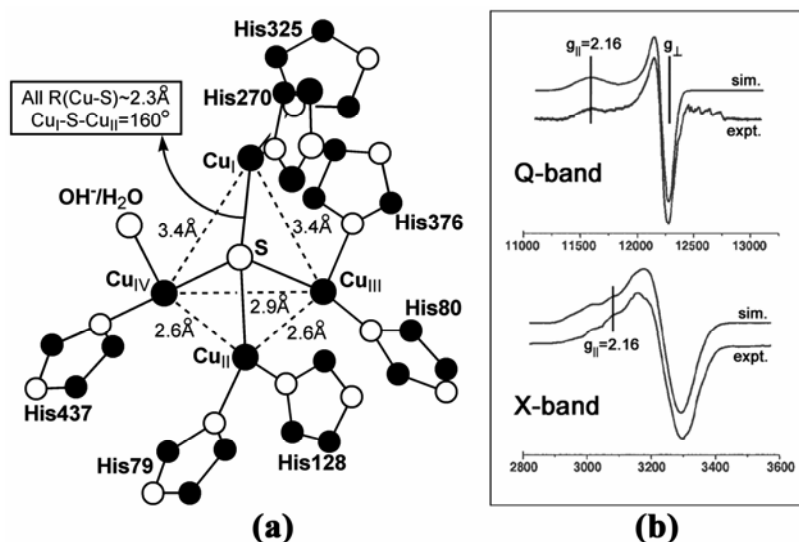 His325
All R(Cu-S)~2.3Å
CuI-S-CuII=160°
His270
CuI
OH-/H2O
His376
3.4Å
3.4Å
S
CuIV
CuIII
2.9Å
His80
2.6Å
2.6Å
CuII
His437
His79
His128
(a)
g||=2.16
g⊥
sim.
expt.
Q-band
11000
11500
12000
12500
13000
sim.
g||=2.16
expt.
X-band
2800
3000
3200
3400
3600
(b)